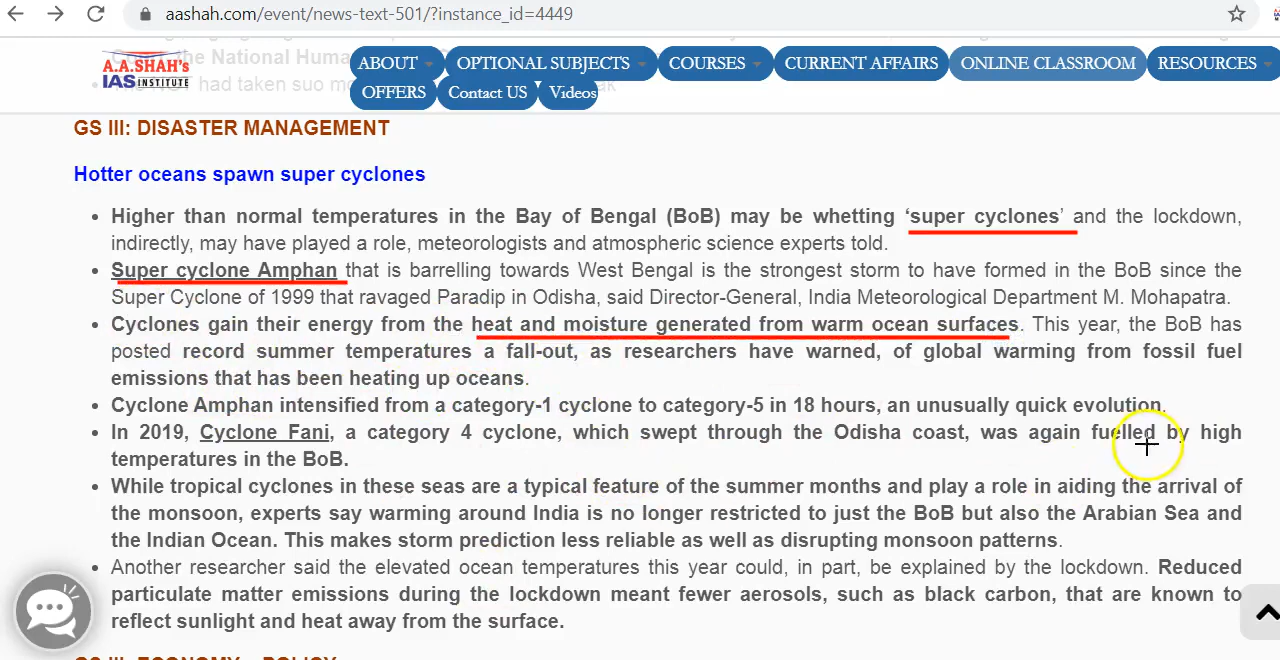 aashah.com/event/news-text-501/?instance_id=4449
A.A.SHAH's
IAS INSTITUTE
ABOUT
OPTIONAL SUBJECTS
COURSES
CURRENT AFFAIRS
ONLINE CLASSROOM
RESOURCES
the National Human
OFFERS
Contact US
Videos
had taken suo
GS III: DISASTER MANAGEMENT
Hotter oceans spawn super cyclones
• Higher than normal temperatures in the Bay of Bengal (BoB) may be whetting ‘super cyclones’ and the lockdown,
indirectly, may have played a role, meteorologists and atmospheric science experts told.
• Super cyclone Amphan that is barrelling towards West Bengal is the strongest storm to have formed in the BoB since the
Super Cyclone of 1999 that ravaged Paradip in Odisha, said Director-General, India Meteorological Department M. Mohapatra.
• Cyclones gain their energy from the heat and moisture generated from warm ocean surfaces. This year, the BoB has
posted record summer temperatures a fall-out, as researchers have warned, of global warming from fossil fuel
emissions that has been heating up oceans.
• Cyclone Amphan intensified from a category-1 cyclone to category-5 in 18 hours, an unusually quick evolution.
• In 2019, Cyclone Fani, a category 4 cyclone, which swept through the Odisha coast, was again fuelled by high
temperatures in the BoB.
• While tropical cyclones in these seas are a typical feature of the summer months and play a role in aiding the arrival of
the monsoon, experts say warming around India is no longer restricted to just the BoB but also the Arabian Sea and
the Indian Ocean. This makes storm prediction less reliable as well as disrupting monsoon patterns.
• Another researcher said the elevated ocean temperatures this year could, in part, be explained by the lockdown. Reduced
particulate matter emissions during the lockdown meant fewer aerosols, such as black carbon, that are known to
reflect sunlight and heat away from the surface.
GS III: ECONOMY - POLICY